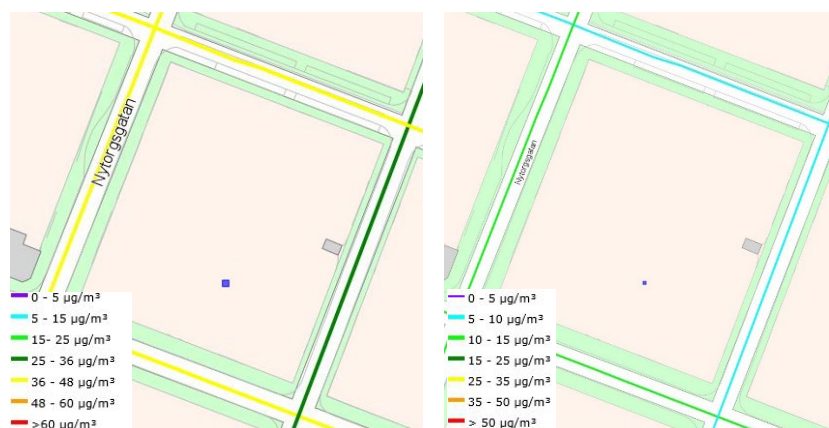 Nytorgsgatan
0 - 5 µg/m³
5 - 15 µg/m³
15- 25 µg/m³
25 - 36 µg/m³
36 - 48 µg/m³
48 - 60 µg/m³
>60 µg/m³
Nytorgsgatan
0 - 5 µg/m³
5 - 10 µg/m³
10 - 15 µg/m³
15 - 25 µg/m³
25 - 35 µg/m³
35 - 50 µg/m³
> 50 µg/m³